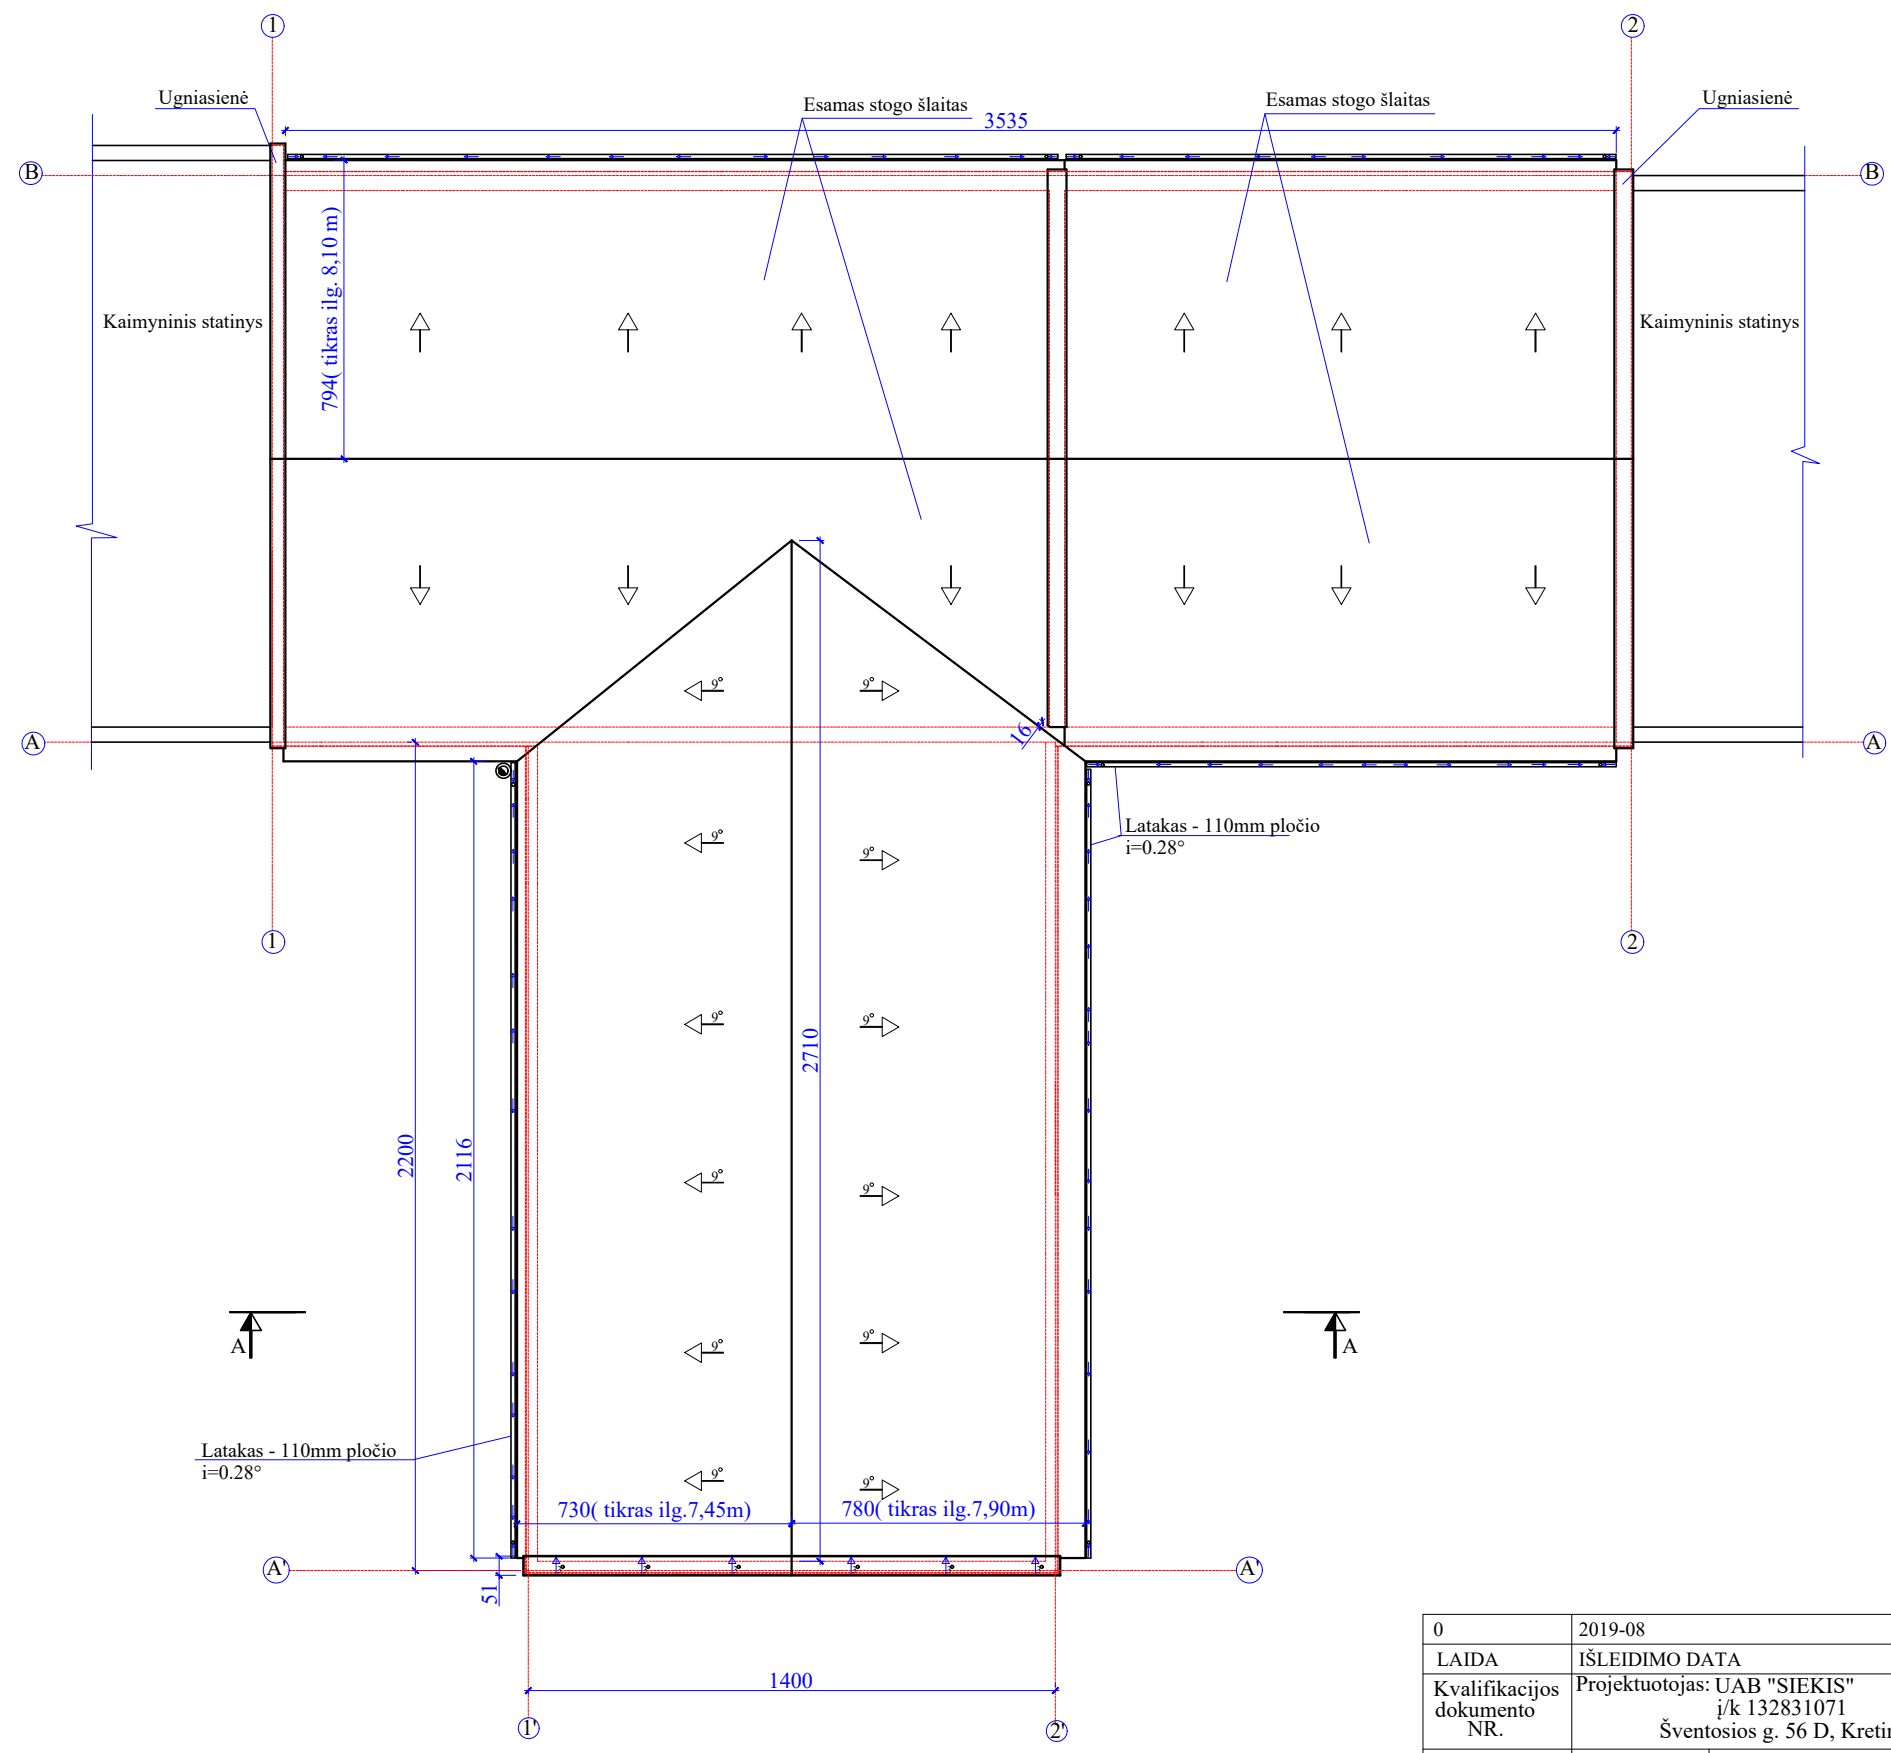 1
2
Ugniasienė
Esamas stogo šlaitas
Esamas stogo šlaitas
Ugniasienė
3535
B
B
794( tikras ilg. 8,10 m)
Kaimyninis statinys
Kaimyninis statinys
9°
9°
16
A
A
Latakas - 110mm pločio
i=0.28°
9°
9°
1
2
9°
9°
2710
2200
2116
9°
9°
A
A
9°
9°
Latakas - 110mm pločio
i=0.28°
9°
9°
730( tikras ilg.7,45m)
780( tikras ilg.7,90m)
A'
A'
51
1400
1'
2'
0
2019-08
LAIDA
IŠLEIDIMO DATA
Kvalifikacijos
dokumento
NR.
Projektuotojas: UAB "SIEKIS"
į/k 132831071
Šventosios g. 56 D, Kretin